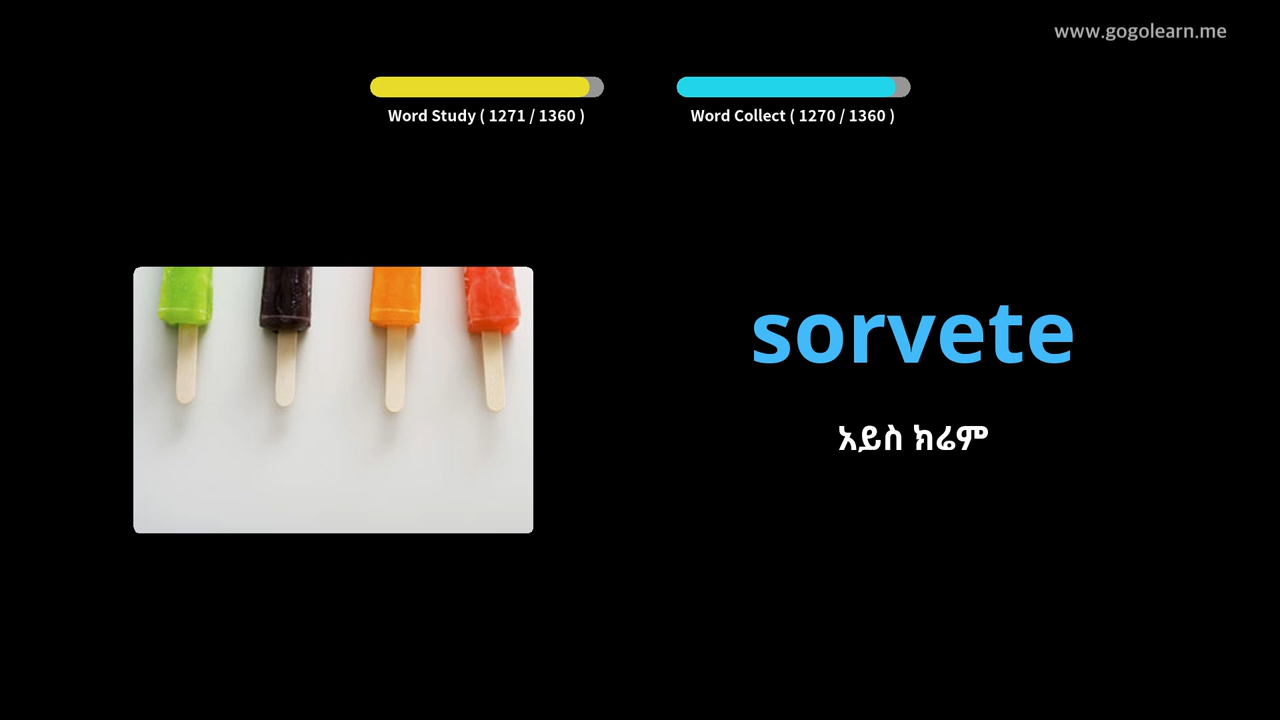 www.gogolearn.me
Word Study ( 1271 / 1360 )
Word Collect ( 1270 / 1360 )
sorvete
አይስ ክሬም